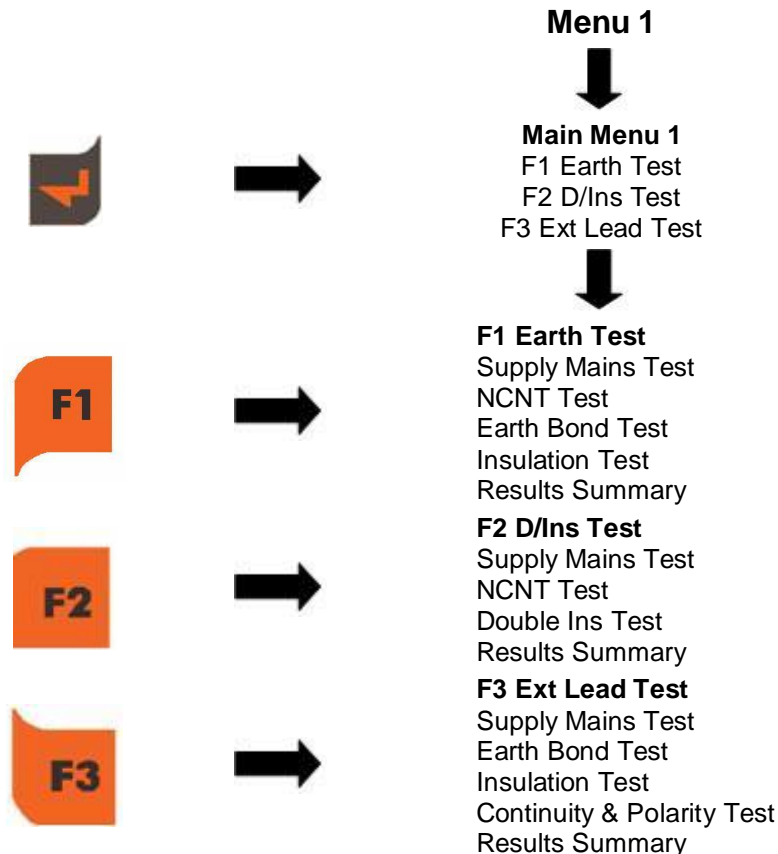 Menu 1
Main Menu 1
F1 Earth Test
F2 D/Ins Test
F3 Ext Lead Test
F1
F1 Earth Test
Supply Mains Test
NCNT Test
Earth Bond Test
Insulation Test
Results Summary
F2
F2 D/Ins Test
Supply Mains Test
NCNT Test
Double Ins Test
Results Summary
F3
F3 Ext Lead Test
Supply Mains Test
Earth Bond Test
Insulation Test
Continuity & Polarity Test
Results Summary